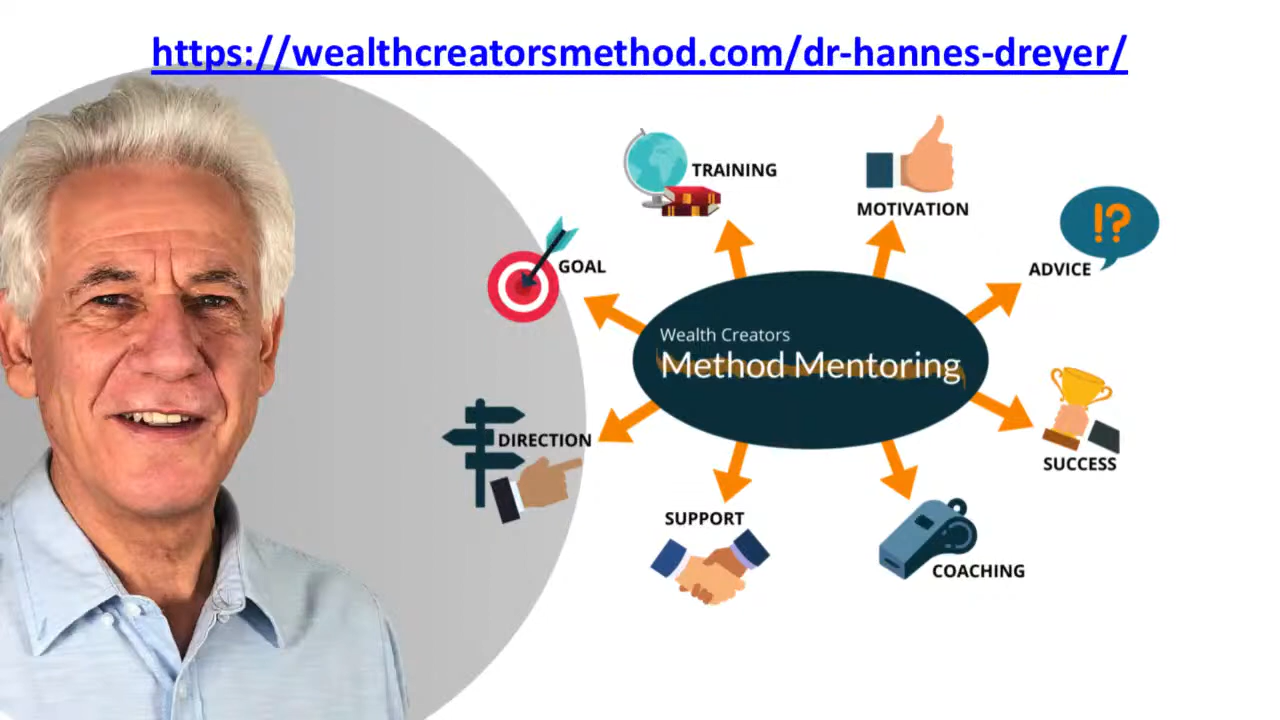 https://wealthcreatorsmethod.com/dr-hannes-dreyer/
TRAINING
MOTIVATION
!?
ADVICE
GOAL
Wealth Creators
Method Mentoring
DIRECTION
SUCCESS
SUPPORT
COACHING